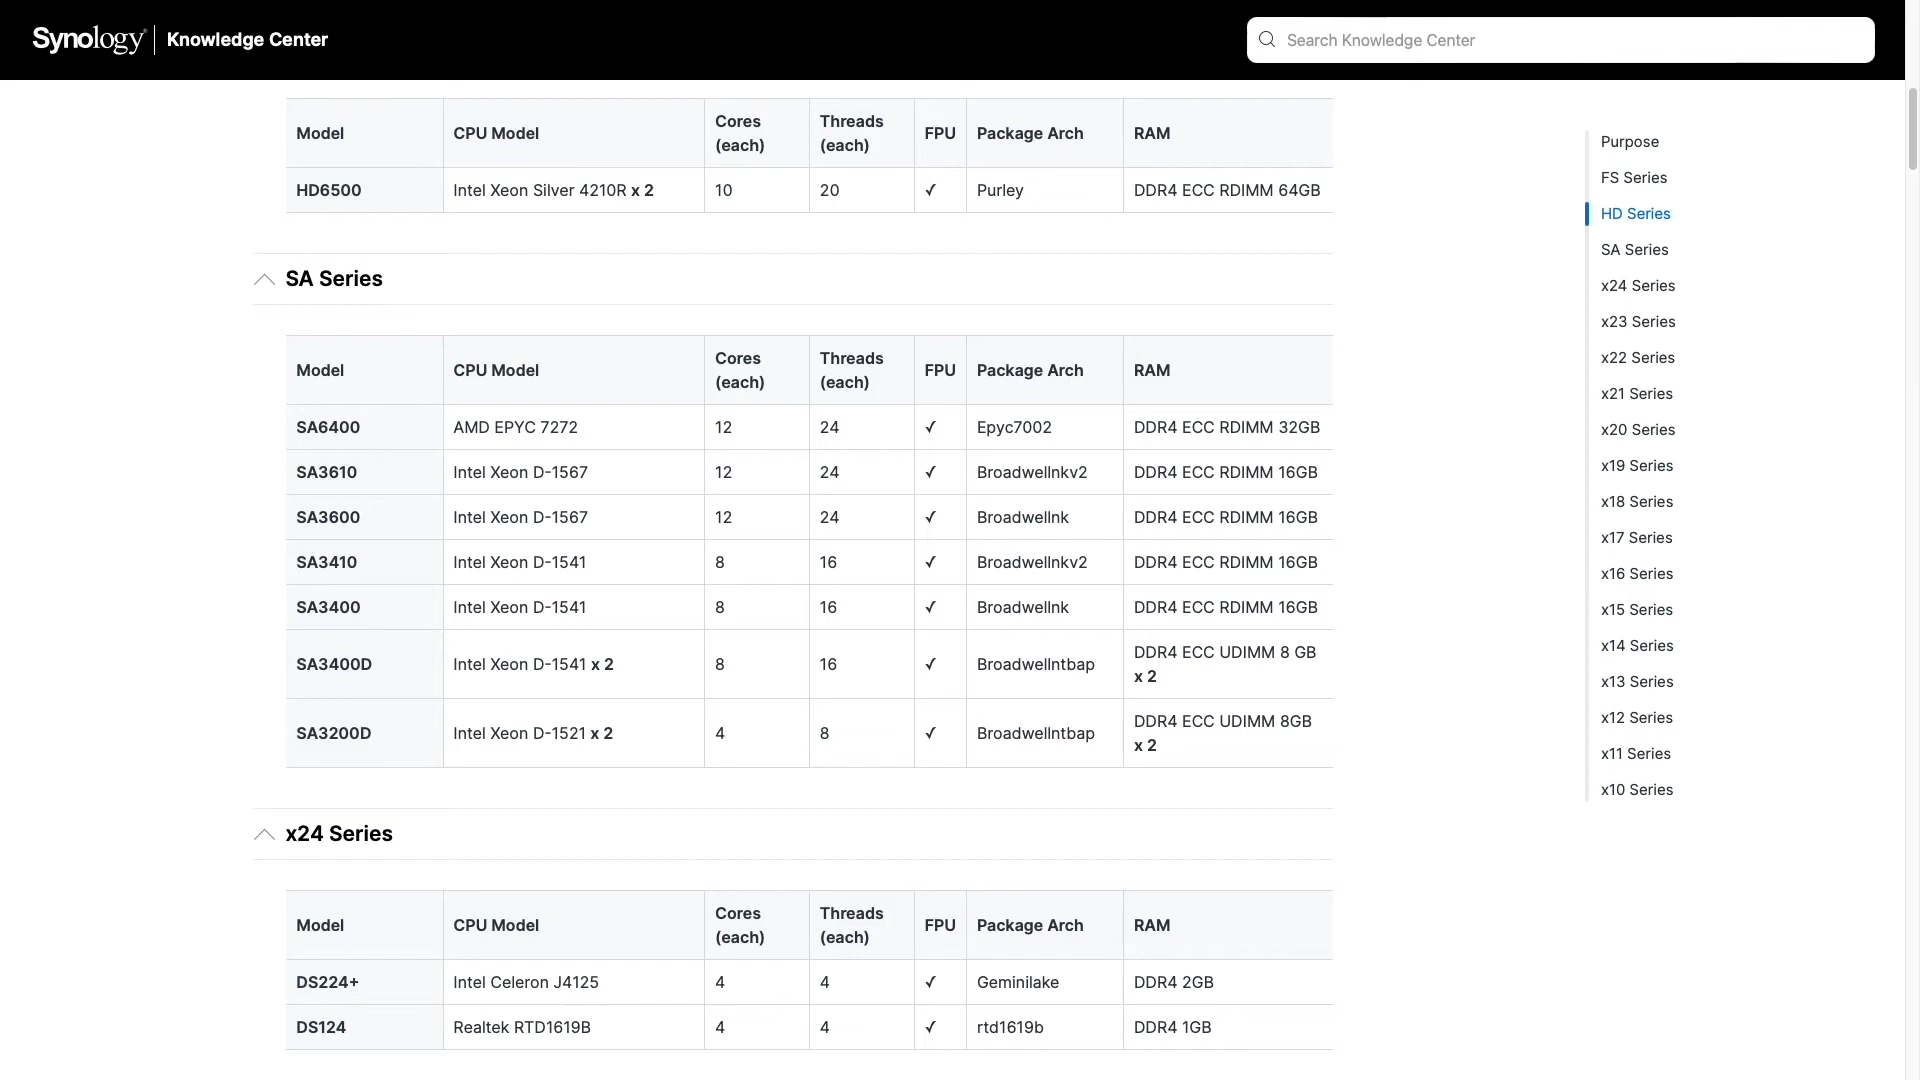 Synology Knowledge Center
Search Knowledge Center
Model CPU Model Cores (each) Threads (each) FPU Package Arch RAM
HD6500 Intel Xeon Silver 4210R x 2 10 20 ✓ Purley DDR4 ECC RDIMM 64GB
SA Series
Model CPU Model Cores (each) Threads (each) FPU Package Arch RAM
SA6400 AMD EPYC 7272 12 24 ✓ Epyc7002 DDR4 ECC RDIMM 32GB
SA3610 Intel Xeon D-1567 12 24 ✓ Broadwellnkv2 DDR4 ECC RDIMM 16GB
SA3600 Intel Xeon D-1567 12 24 ✓ Broadwellnk DDR4 ECC RDIMM 16GB
SA3410 Intel Xeon D-1541 8 16 ✓ Broadwellnkv2 DDR4 ECC RDIMM 16GB
SA3400 Intel Xeon D-1541 8 16 ✓ Broadwellnk DDR4 ECC RDIMM 16GB
SA3400D Intel Xeon D-1541 x 2 8 16 ✓ Broadwellntbap DDR4 ECC UDIMM 8 GB x 2
SA3200D Intel Xeon D-1521 x 2 4 8 ✓ Broadwellntbap DDR4 ECC UDIMM 8GB x 2
x24 Series
Model CPU Model Cores (each) Threads (each) FPU Package Arch RAM
DS224+ Intel Celeron J4125 4 4 ✓ Geminilake DDR4 2GB
DS124 Realtek RTD1619B 4 4 ✓ rtd1619b DDR4 1GB
Purpose
FS Series
HD Series
SA Series
x24 Series
x23 Series
x22 Series
x21 Series
x20 Series
x19 Series
x18 Series
x17 Series
x16 Series
x15 Series
x14 Series
x13 Series
x12 Series
x11 Series
x10 Series